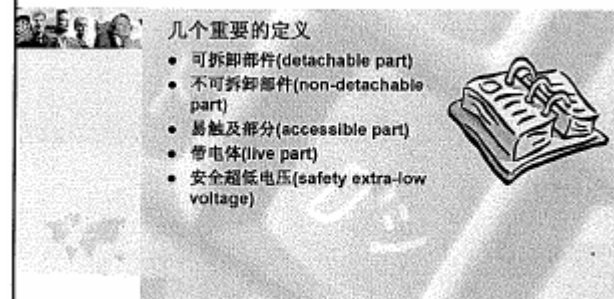 几个重要的定义
● 可拆卸部件(detachable part)
● 不可拆卸部件(non-detachable
part)
● 易触及部分(accessible part)
● 带电体(live part)
● 安全超低电压(safety extra-low
voltage)